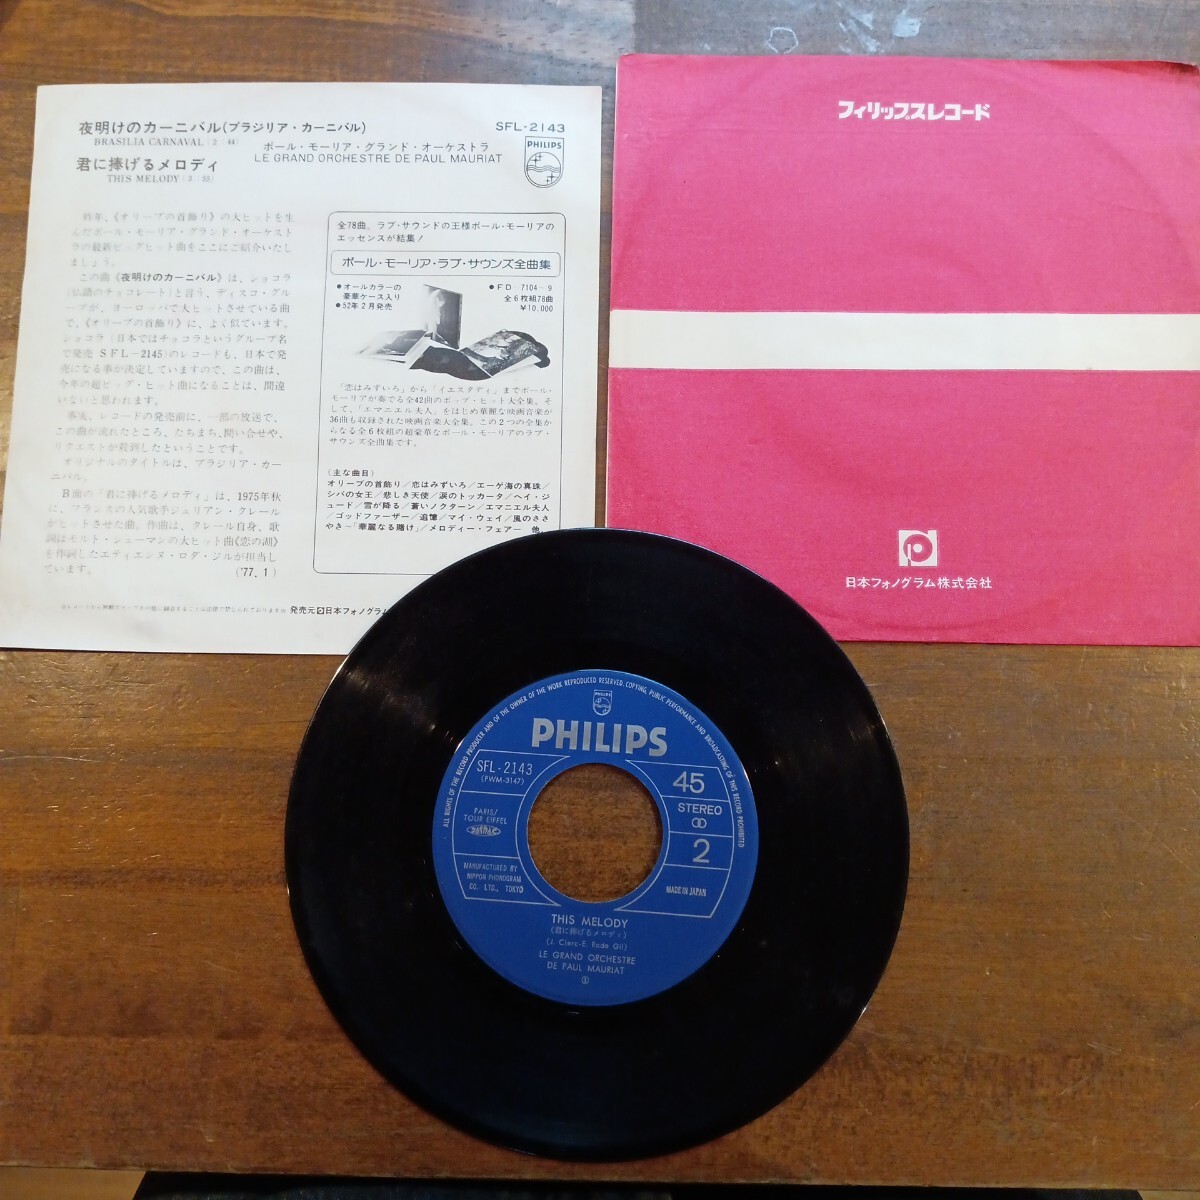 夜明けのカーニバル(ブラジリア・カーニバル)
BRASILIA CARNAVAL (2:44)
君に捧げるメロディ
THIS MELODY (3:33)
SFL-2143
ポール・モーリア・グランド・オーケストラ
LE GRAND ORCHESTRE DE PAUL MAURIAT
PHILIPS
昨年、《オリーブの首飾り》の大ヒットを生
んだポール・モーリア・グランド・オーケスト
ラの最新ビッグヒット曲をここにご紹介いたし
ましょう。
この曲《夜明けのカーニバル》は、ショコラ
(仏語のチョコレート)と言う、ディスコ・グル
ープが、ヨーロッパで大ヒットさせている曲
で、《オリーブの首飾り》に、よく似ています。
ショコラ(日本ではチョコラというグループ名
で発売 SFL-2145)のレコードも、日本で発
売になる事が決定していますので、この曲は、
今年の超ビッグ・ヒット曲になることは、間違
いないと思われます。
事実、レコードの発売前に、一部の放送で、
この曲が流れたところ、たちまち、問い合せや、
リクエストが殺到したということです。
オリジナルのタイトルは、ブラジリア・カー
ニバル。
B面の「君に捧げるメロディ」は、1975年秋
に、フランスの人気歌手ジュリアン・クレール
がヒットさせた曲。作曲は、クレール自身、歌
詞はモルト・シューマンの大ヒット曲《恋の湖》
を作詞したエティエンヌ・ロダ・ジルが担当し
ています。
('77. 1)
全78曲、ラブ・サウンドの王様ポール・モーリアの
エッセンスが結集!
ポール・モーリア・ラブ・サウンズ全曲集
●オールカラーの
豪華ケース入り
●52年2月発売
●FD 7104~9
全6枚組78曲
¥10,000
「恋はみずいろ」から「イエスタディ」までポール・
モーリアが奏でる全42曲のポップ・ヒット大全集。そ
して、「エマニエル夫人」をはじめ華麗な映画音楽が
36曲も収録された映画音楽大全集。この2つの全集か
らなる全6枚組の超豪華なポール・モーリアのラブ・
サウンズ全曲集です。
(主な曲目)
オリーブの首飾り/恋はみずいろ/エーゲ海の真珠/
シバの女王/悲しき天使/涙のトッカータ/ヘイ・ジ
ュード/雪が降る/蒼いノクターン/エマニエル夫人
/ゴッドファーザー/追憶/マイ・ウェイ/風のささ
やき-「華麗なる賭け」/メロディー・フェアー 他
発売元 日本フォノグラム
フィリップスレコード
日本フォノグラム株式会社
ALL RIGHTS OF THE RECORD PRODUCER AND OF THE OWNER OF THE WORK REPRODUCED RESERVED. COPYING, PUBLIC PERFORMANCE AND BROADCASTING OF THIS RECORD PROHIBITED
PHILIPS
PHILIPS
SFL-2143
(PWM-3147)
45
STEREO
PARIS/
TOUR EIFFEL
JASRAC
2
MANUFACTURED BY
NIPPON PHONOGRAM
CO. LTD., TOKYO
MADE IN JAPAN
THIS MELODY
(君に捧げるメロディ)
(J. Clerc-E. Roda Gil)
LE GRAND ORCHESTRE
DE PAUL MAURIAT
①